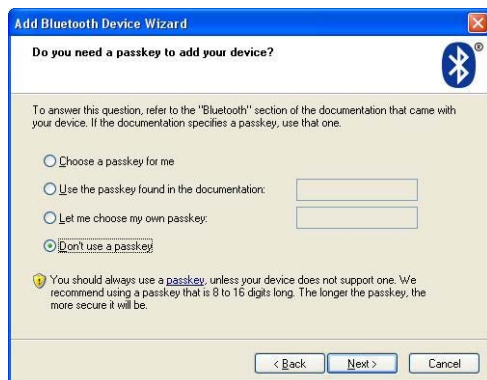 Add Bluetooth Device Wizard
Do you need a passkey to add your device?
®
To answer this question, refer to the "Bluetooth" section of the documentation that came with
your device. If the documentation specifies a passkey, use that one.
Choose a passkey for me
Use the passkey found in the documentation:
Let me choose my own passkey:
Don't use a passkey
You should always use a passkey, unless your device does not support one. We
recommend using a passkey that is 8 to 16 digits long. The longer the passkey, the
more secure it will be.
< Back Next > Cancel